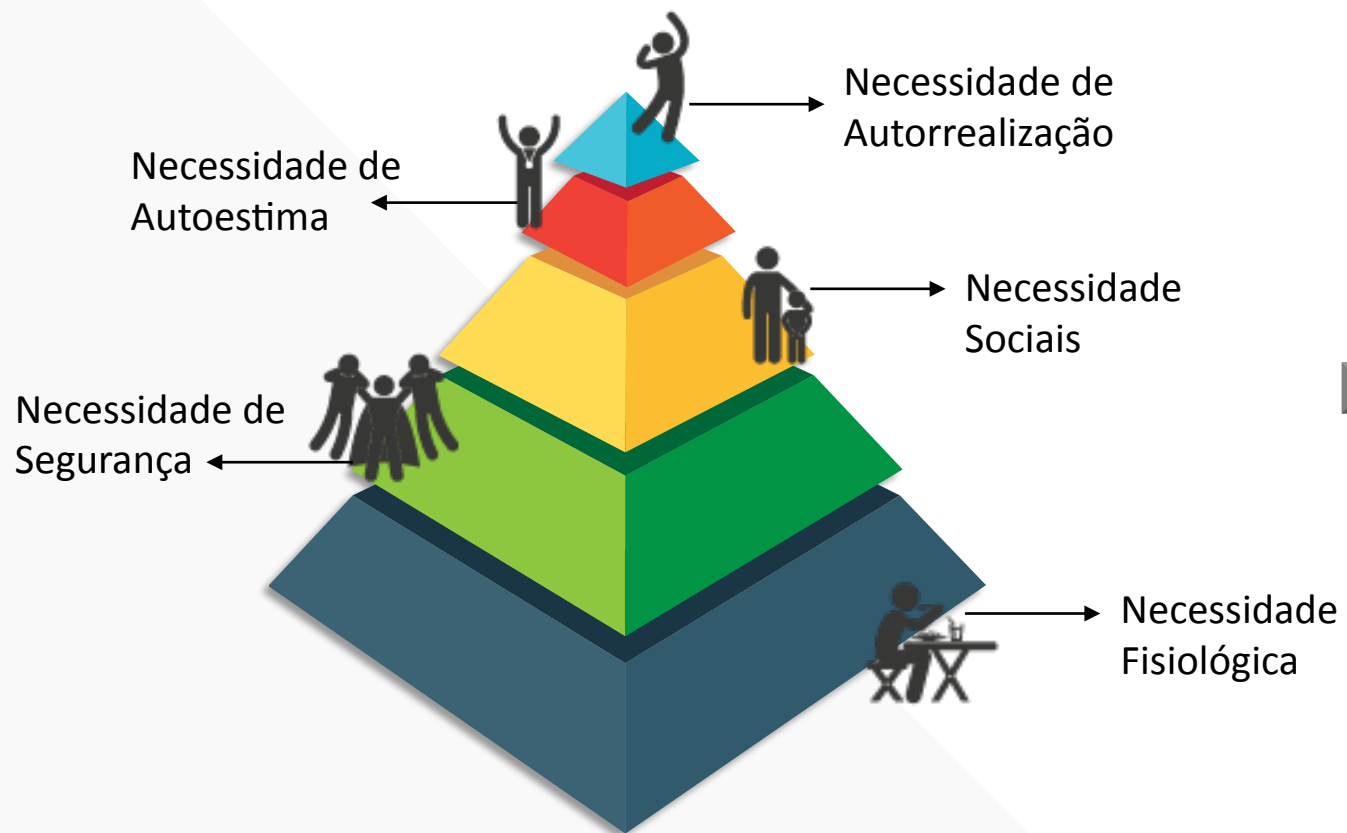 Necessidade de
Autorrealização
Necessidade de
Autoestima
Necessidade
Sociais
Necessidade de
Segurança
Necessidade
Fisiológica